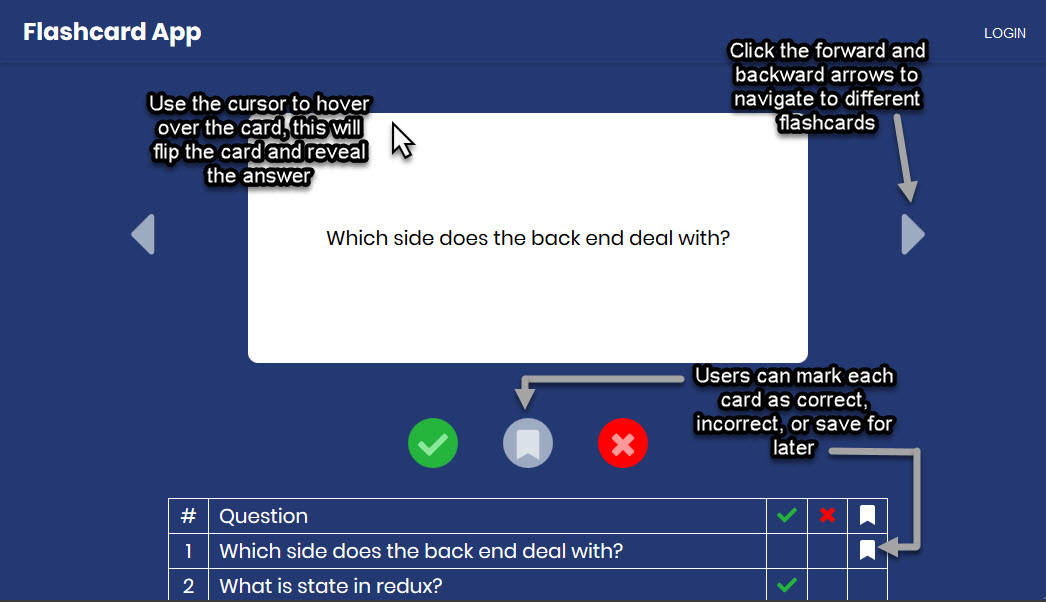 Flashcard App
LOGIN
Click the forward and
backward arrows to
navigate to different
flashcards
Use the cursor to hover
over the card, this will
flip the card and reveal
the answer
Which side does the back end deal with?
Users can mark each
card as correct,
incorrect, or save for
later
# Question
1 Which side does the back end deal with?
2 What is state in redux?